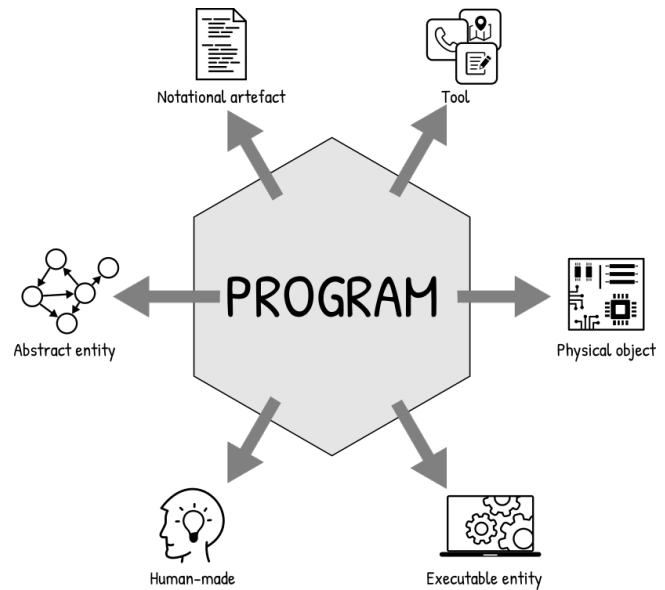 Notational artefact
Tool
PROGRAM
Abstract entity
Physical object
Human-made
Executable entity